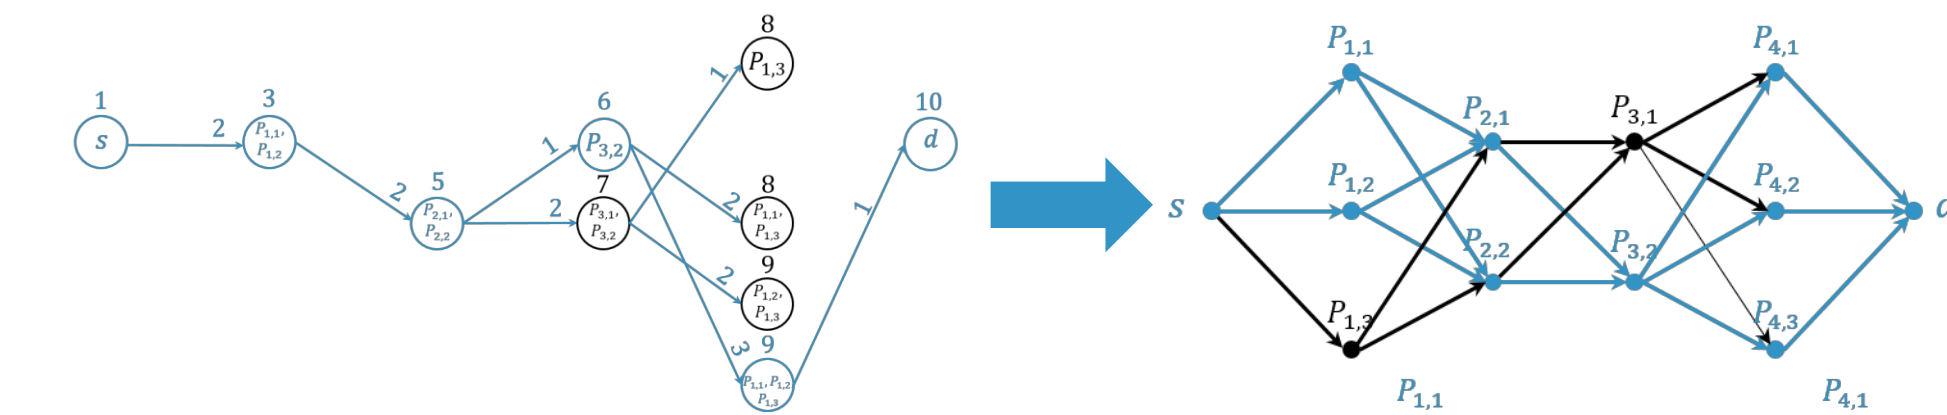 8
P1,3
1
1
s
2
3
P1,1,
P1,2
2
5
P2,1,
P2,2
1
6
P3,2
2
7
P3,1,
P3,2
2
8
P1,1,
P1,3
2
9
P1,2,
P1,3
3
9
P1,1, P1,2
P1,3
1
10
d
s
P1,1
P1,2
P1,3
P2,1
P2,2
P3,1
P3,2
P4,1
P4,2
P4,3
P1,1
P4,1